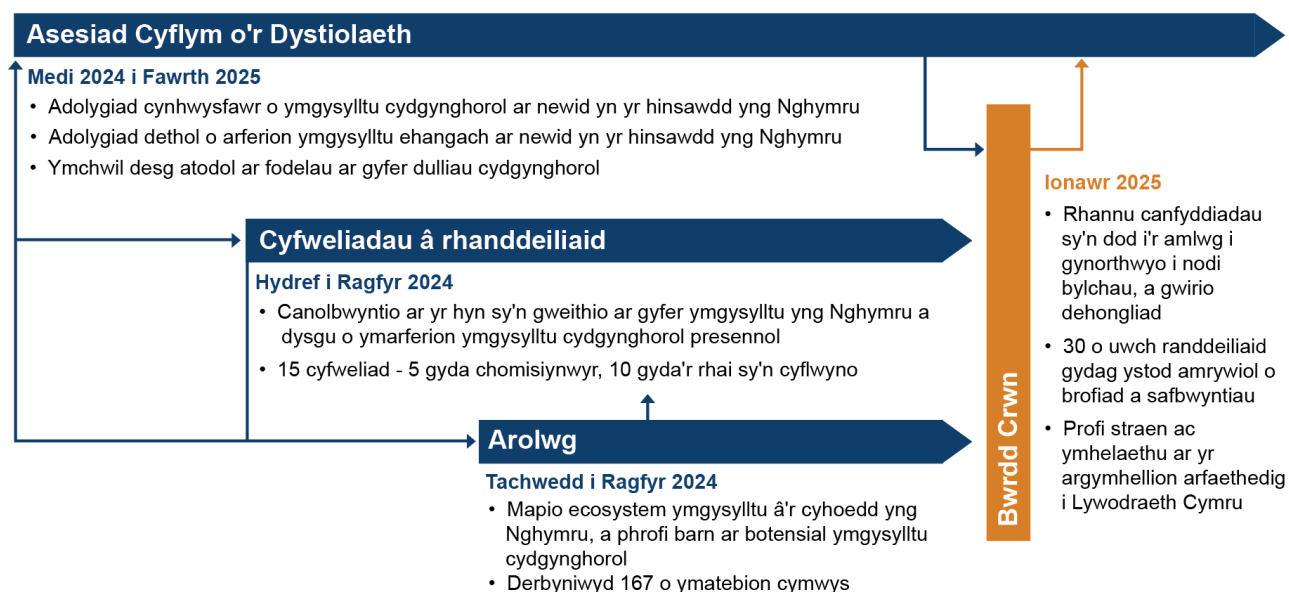 Asesiad Cyflym o'r Dystiolaeth
Medi 2024 i Fawrth 2025
• Adolygiad cynhwysfawr o ymgysylltu cydgynghorol ar newid yn yr hinsawdd yng Nghymru
• Adolygiad dethol o arferion ymgysylltu ehangach ar newid yn yr hinsawdd yng Nghymru
• Ymchwil desg atodol ar fodelau ar gyfer dulliau cydgynghorol
Cyfweliadau â rhanddeiliaid
Hydref i Ragfyr 2024
• Canolbwyntio ar yr hyn sy'n gweithio ar gyfer ymgysylltu yng Nghymru a
dysgu o ymarferion ymgysylltu cydgynghorol presennol
• 15 cyfweliad - 5 gyda chomisiynwyr, 10 gyda'r rhai sy'n cyflwyno
Arolwg
Tachwedd i Ragfyr 2024
• Mapio ecosystem ymgysylltu â'r cyhoedd yng
Nghymru, a phrofi barn ar botensial ymgysylltu
cydgynghorol
• Derbyniwyd 167 o ymatebion cymwys
Bwrdd Crwn
Ionawr 2025
• Rhannu canfyddiadau
sy'n dod i'r amlwg i
gynorthwyo i nodi
bylchau, a gwirio
dehongliad
• 30 o uwch randdeiliaid
gydag ystod amrywiol o
brofiad a safbwyntiau
• Profi straen ac
ymhelaethu ar yr
argymhellion arfaethedig
i Lywodraeth Cymru